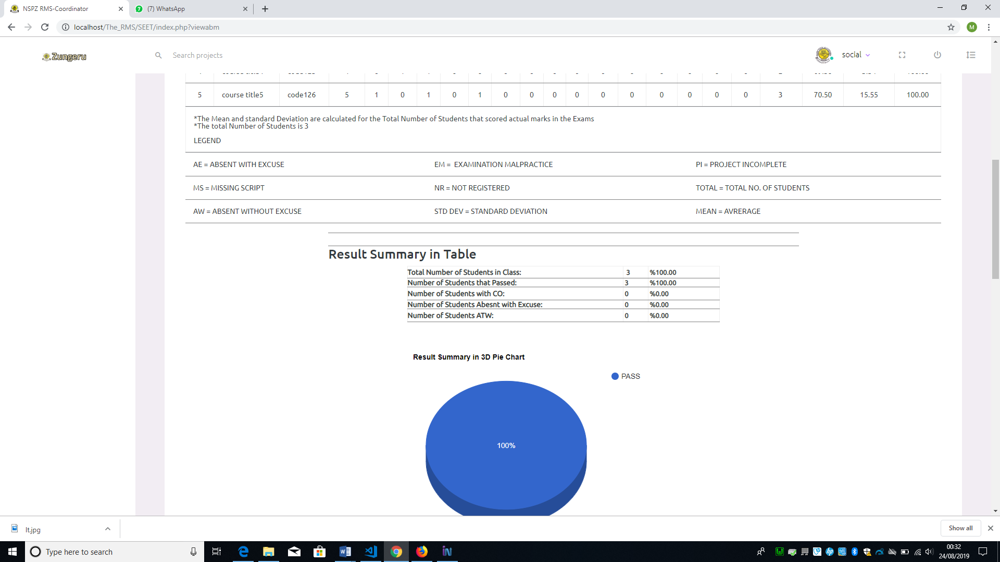 NSPZ RMS-Coordinator
(7) WhatsApp
localhost/The_RMS/SEET/index.php?viewabm
M
Zungeru
Search projects
social
5 course title5 code126 5 1 0 1 0 1 0 0 0 0 0 0 0 0 0 0 3 70.50 15.55 100.00
*The Mean and standard Deviation are calculated for the Total Number of Students that scored actual marks in the Exams
*The total Number of Students is 3
LEGEND
AE = ABSENT WITH EXCUSE EM = EXAMINATION MALPRACTICE PI = PROJECT INCOMPLETE
MS = MISSING SCRIPT NR = NOT REGISTERED TOTAL = TOTAL NO. OF STUDENTS
AW = ABSENT WITHOUT EXCUSE STD DEV = STANDARD DEVIATION MEAN = AVRERAGE
Result Summary in Table
Total Number of Students in Class: 3 %100.00
Number of Students that Passed: 3 %100.00
Number of Students with CO: 0 %0.00
Number of Students Abesnt with Excuse: 0 %0.00
Number of Students ATW: 0 %0.00
Result Summary in 3D Pie Chart
PASS
100%
lt.jpg
Show all
Type here to search
00:32
24/08/2019